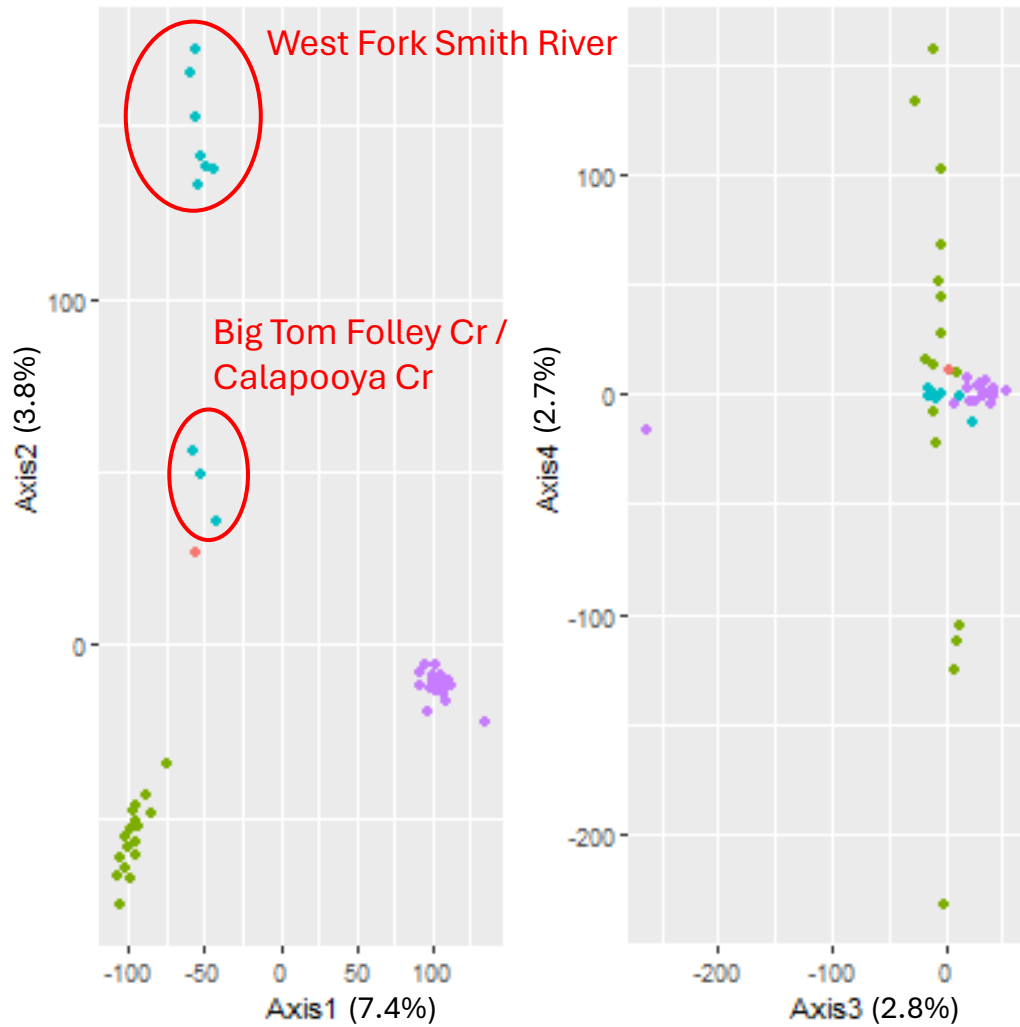 West Fork Smith River
Big Tom Folley Cr /
Calapooya Cr
100
0
Axis2 (3.8%)
-100
-50
0
50
100
Axis1 (7.4%)
100
0
-100
-200
Axis4 (2.7%)
-200
-100
0
Axis3 (2.8%)